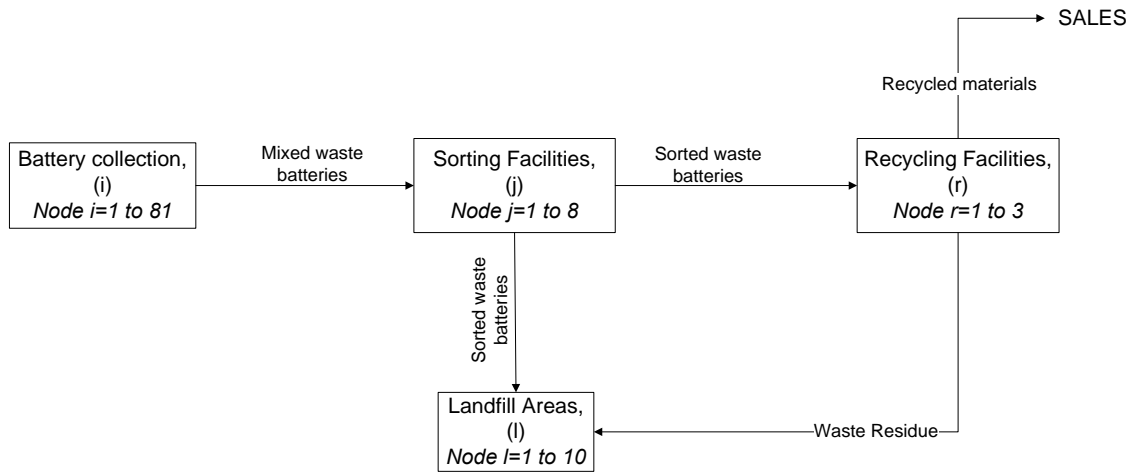 SALES
Recycled materials
Battery collection,
(i)
Node i=1 to 81
Mixed waste
batteries
Sorting Facilities,
(j)
Node j=1 to 8
Sorted waste
batteries
Recycling Facilities,
(r)
Node r=1 to 3
Sorted waste
batteries
Landfill Areas,
(l)
Node l=1 to 10
Waste Residue